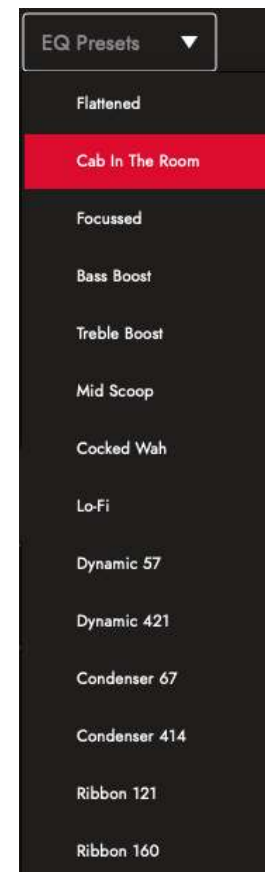 EQ Presets
Flattened
Cab In The Room
Focussed
Bass Boost
Treble Boost
Mid Scoop
Cocked Wah
Lo-Fi
Dynamic 57
Dynamic 421
Condenser 67
Condenser 414
Ribbon 121
Ribbon 160